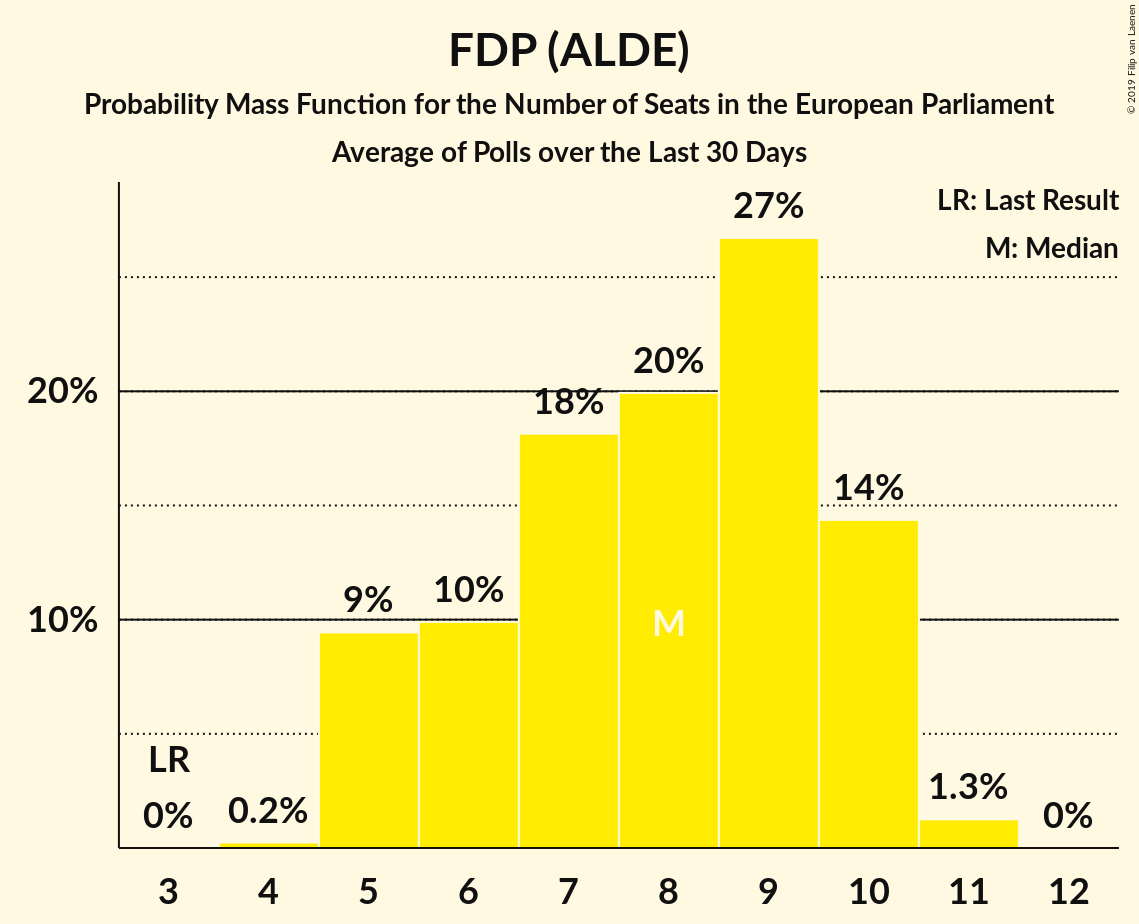 FDP (ALDE)
Probability Mass Function for the Number of Seats in the European Parliament
Average of Polls over the Last 30 Days
© 2019 Filip van Laenen
LR: Last Result
M: Median
27%
20%
20%
18%
14%
10%
10%
9%
M
LR
0%
0.2%
1.3%
0%
3 4 5 6 7 8 9 10 11 12